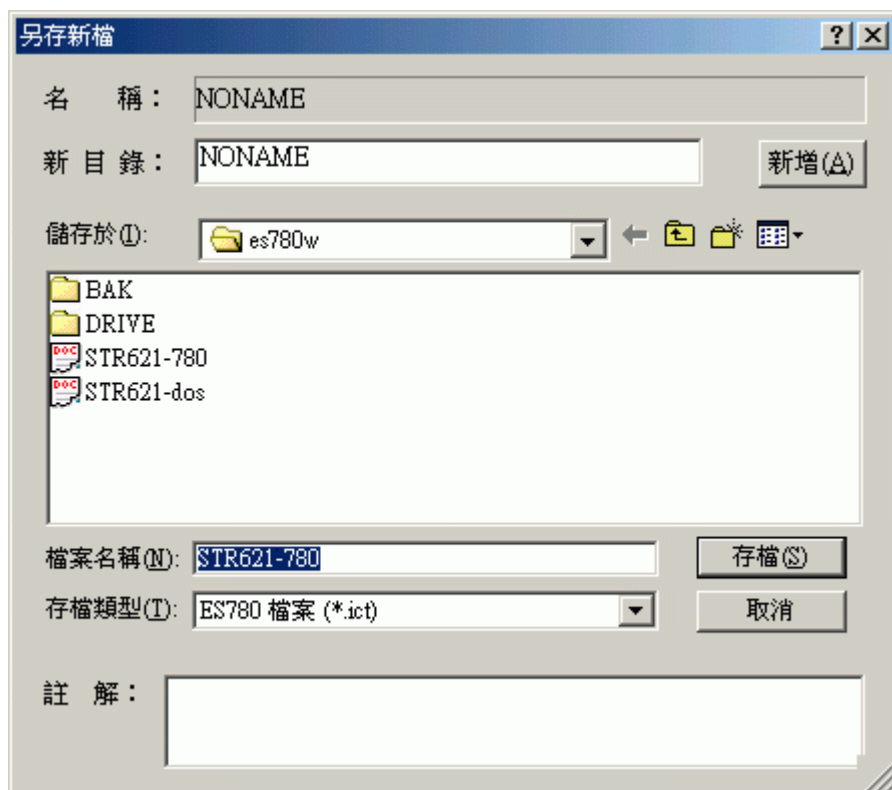 另存新檔
名 稱： NONAME
新 目 錄： NONAME 新增(A)
儲存於(I): es780w
BAK
DRIVE
STR621-780
STR621-dos
檔案名稱(N): STR621-780 存檔(S)
存檔類型(T): ES780 檔案 (*.ict) 取消
註 解：